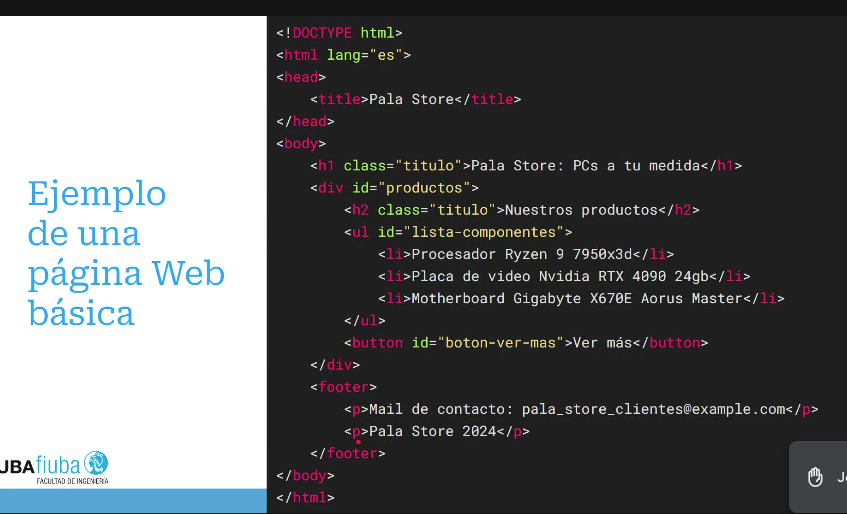 Ejemplo
de una
página Web
básica
UBAfiuba
FACULTAD DE INGENIERÍA
<!DOCTYPE html>
<html lang="es">
<head>
    <title>Pala Store</title>
</head>
<body>
    <h1 class="titulo">Pala Store: PCs a tu medida</h1>
    <div id="productos">
        <h2 class="titulo">Nuestros productos</h2>
        <ul id="lista-componentes">
            <li>Procesador Ryzen 9 7950x3d</li>
            <li>Placa de video Nvidia RTX 4090 24gb</li>
            <li>Motherboard Gigabyte X670E Aorus Master</li>
        </ul>
        <button id="boton-ver-mas">Ver más</button>
    </div>
    <footer>
        <p>Mail de contacto: pala_store_clientes@example.com</p>
        <p>Pala Store 2024</p>
    </footer>
</body>
</html>